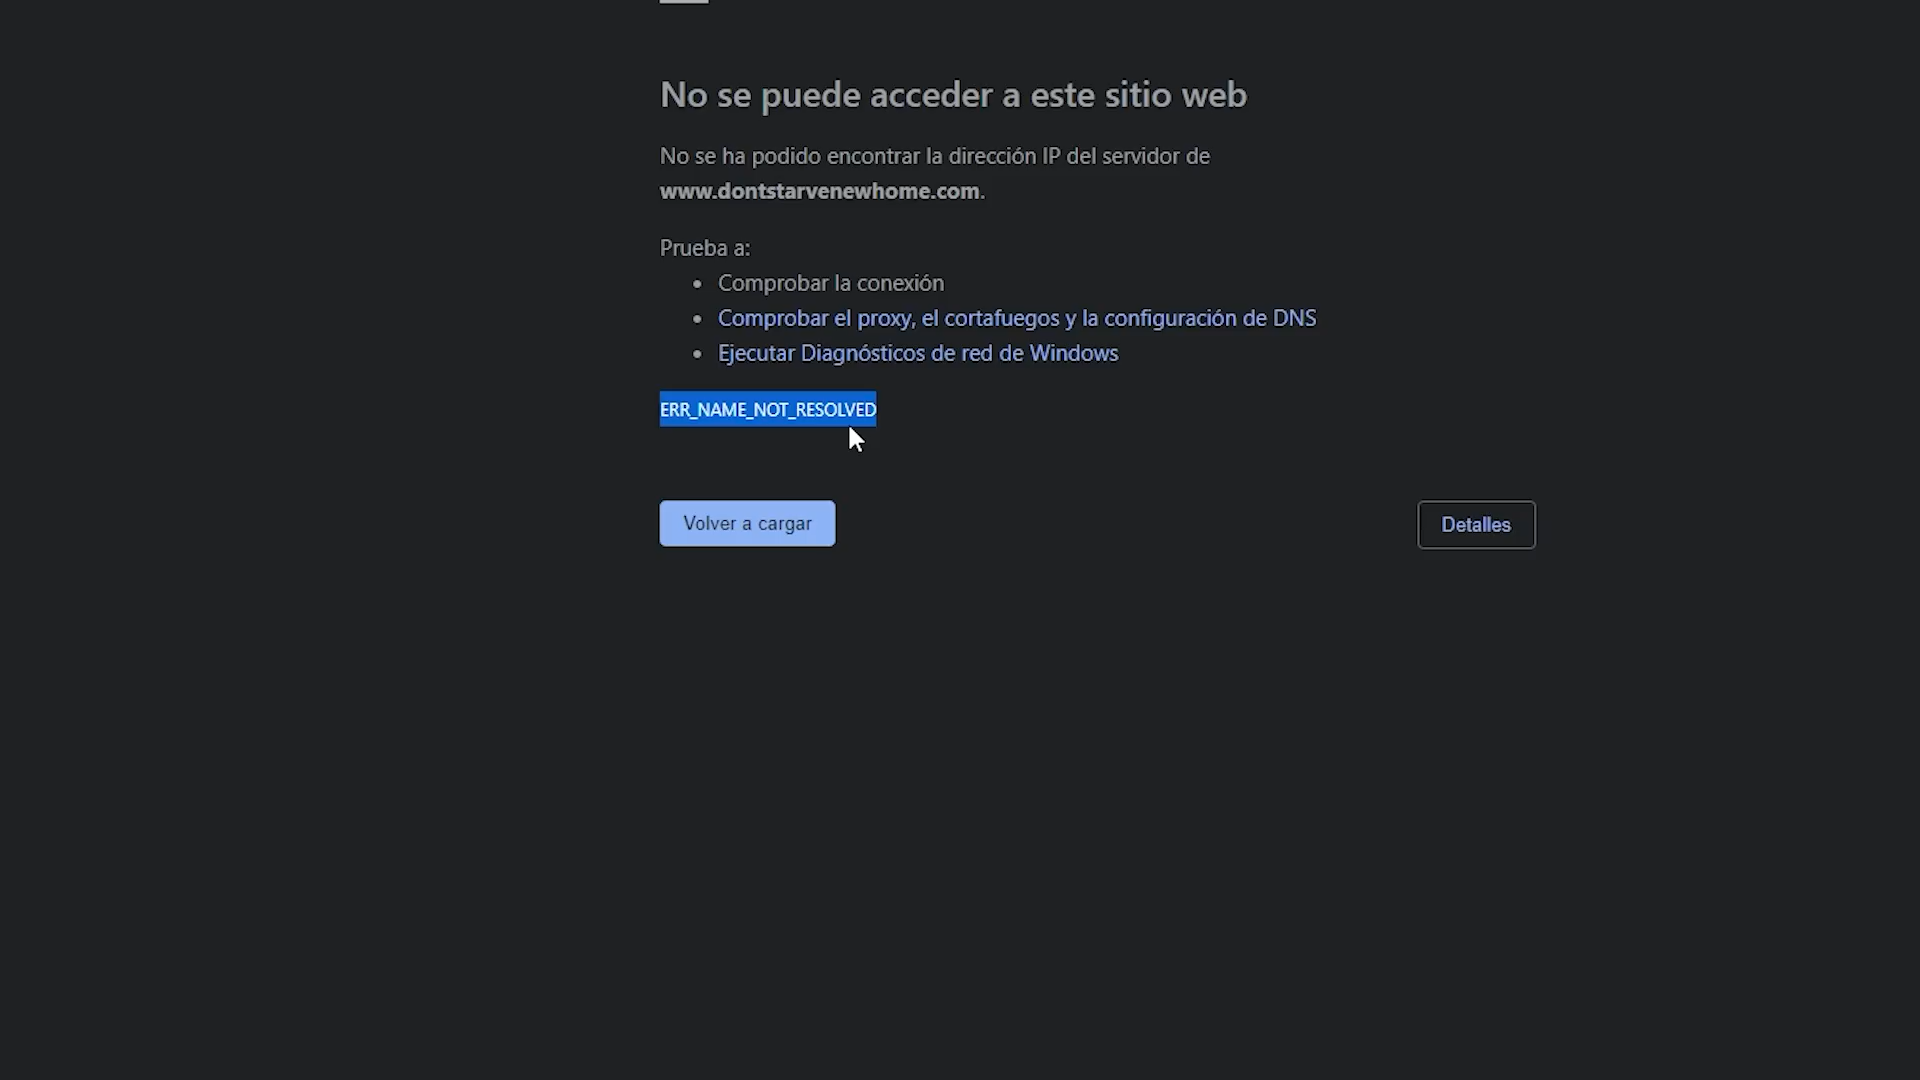 No se puede acceder a este sitio web
No se ha podido encontrar la dirección IP del servidor de
www.dontstarvenewhome.com.
Prueba a:
• Comprobar la conexión
• Comprobar el proxy, el cortafuegos y la configuración de DNS
• Ejecutar Diagnósticos de red de Windows
ERR_NAME_NOT_RESOLVED
Volver a cargar
Detalles